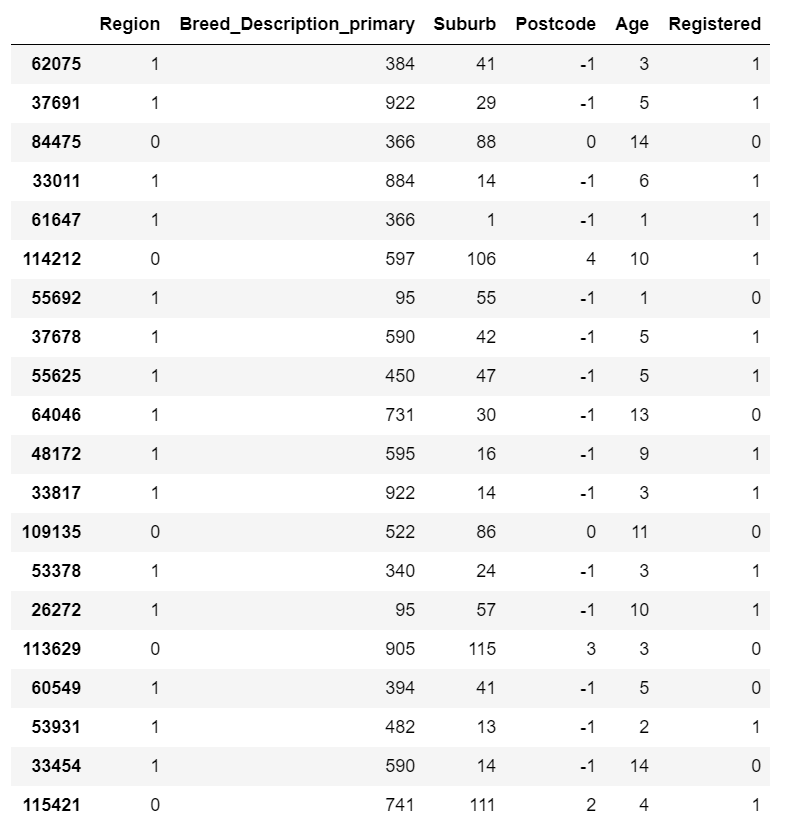 Region Breed_Description_primary Suburb Postcode Age Registered
62075 1 384 41 -1 3 1
37691 1 922 29 -1 5 1
84475 0 366 88 0 14 0
33011 1 884 14 -1 6 1
61647 1 366 1 -1 1 1
114212 0 597 106 4 10 1
55692 1 95 55 -1 1 0
37678 1 590 42 -1 5 1
55625 1 450 47 -1 5 1
64046 1 731 30 -1 13 0
48172 1 595 16 -1 9 1
33817 1 922 14 -1 3 1
109135 0 522 86 0 11 0
53378 1 340 24 -1 3 1
26272 1 95 57 -1 10 1
113629 0 905 115 3 3 0
60549 1 394 41 -1 5 0
53931 1 482 13 -1 2 1
33454 1 590 14 -1 14 0
115421 0 741 111 2 4 1